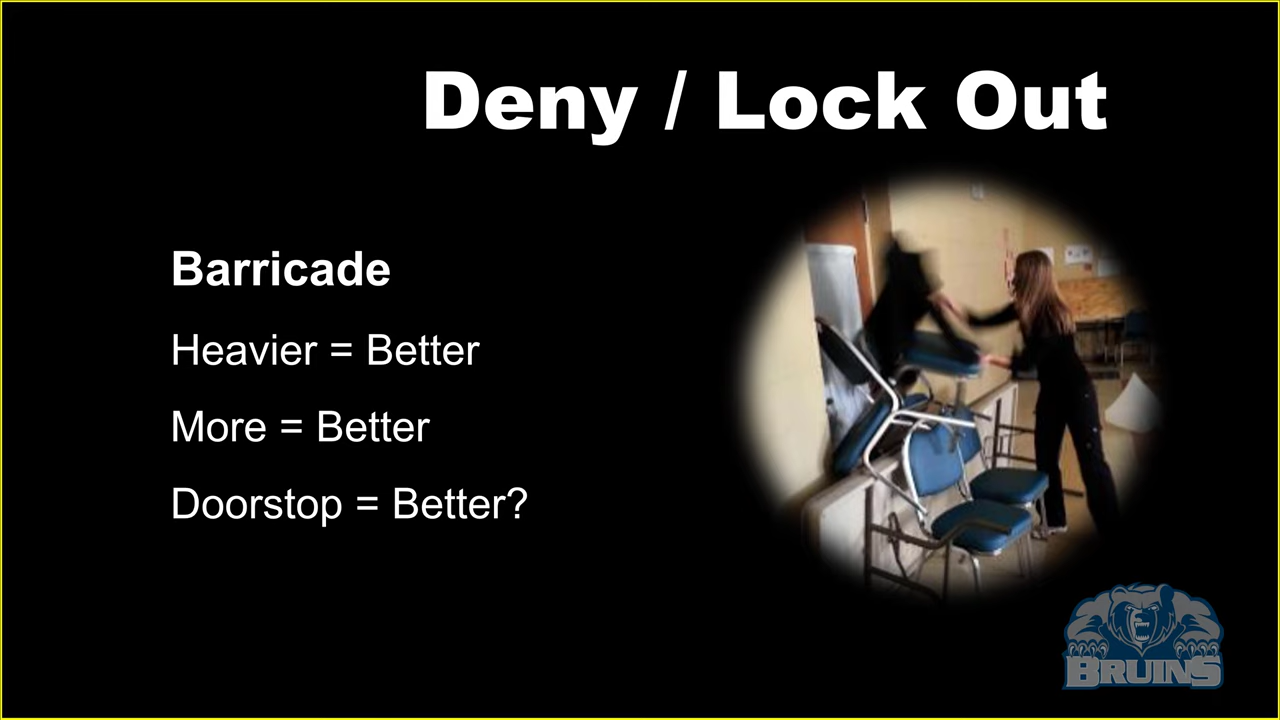 Deny / Lock Out
Barricade
Heavier = Better
More = Better
Doorstop = Better?
BRUINS